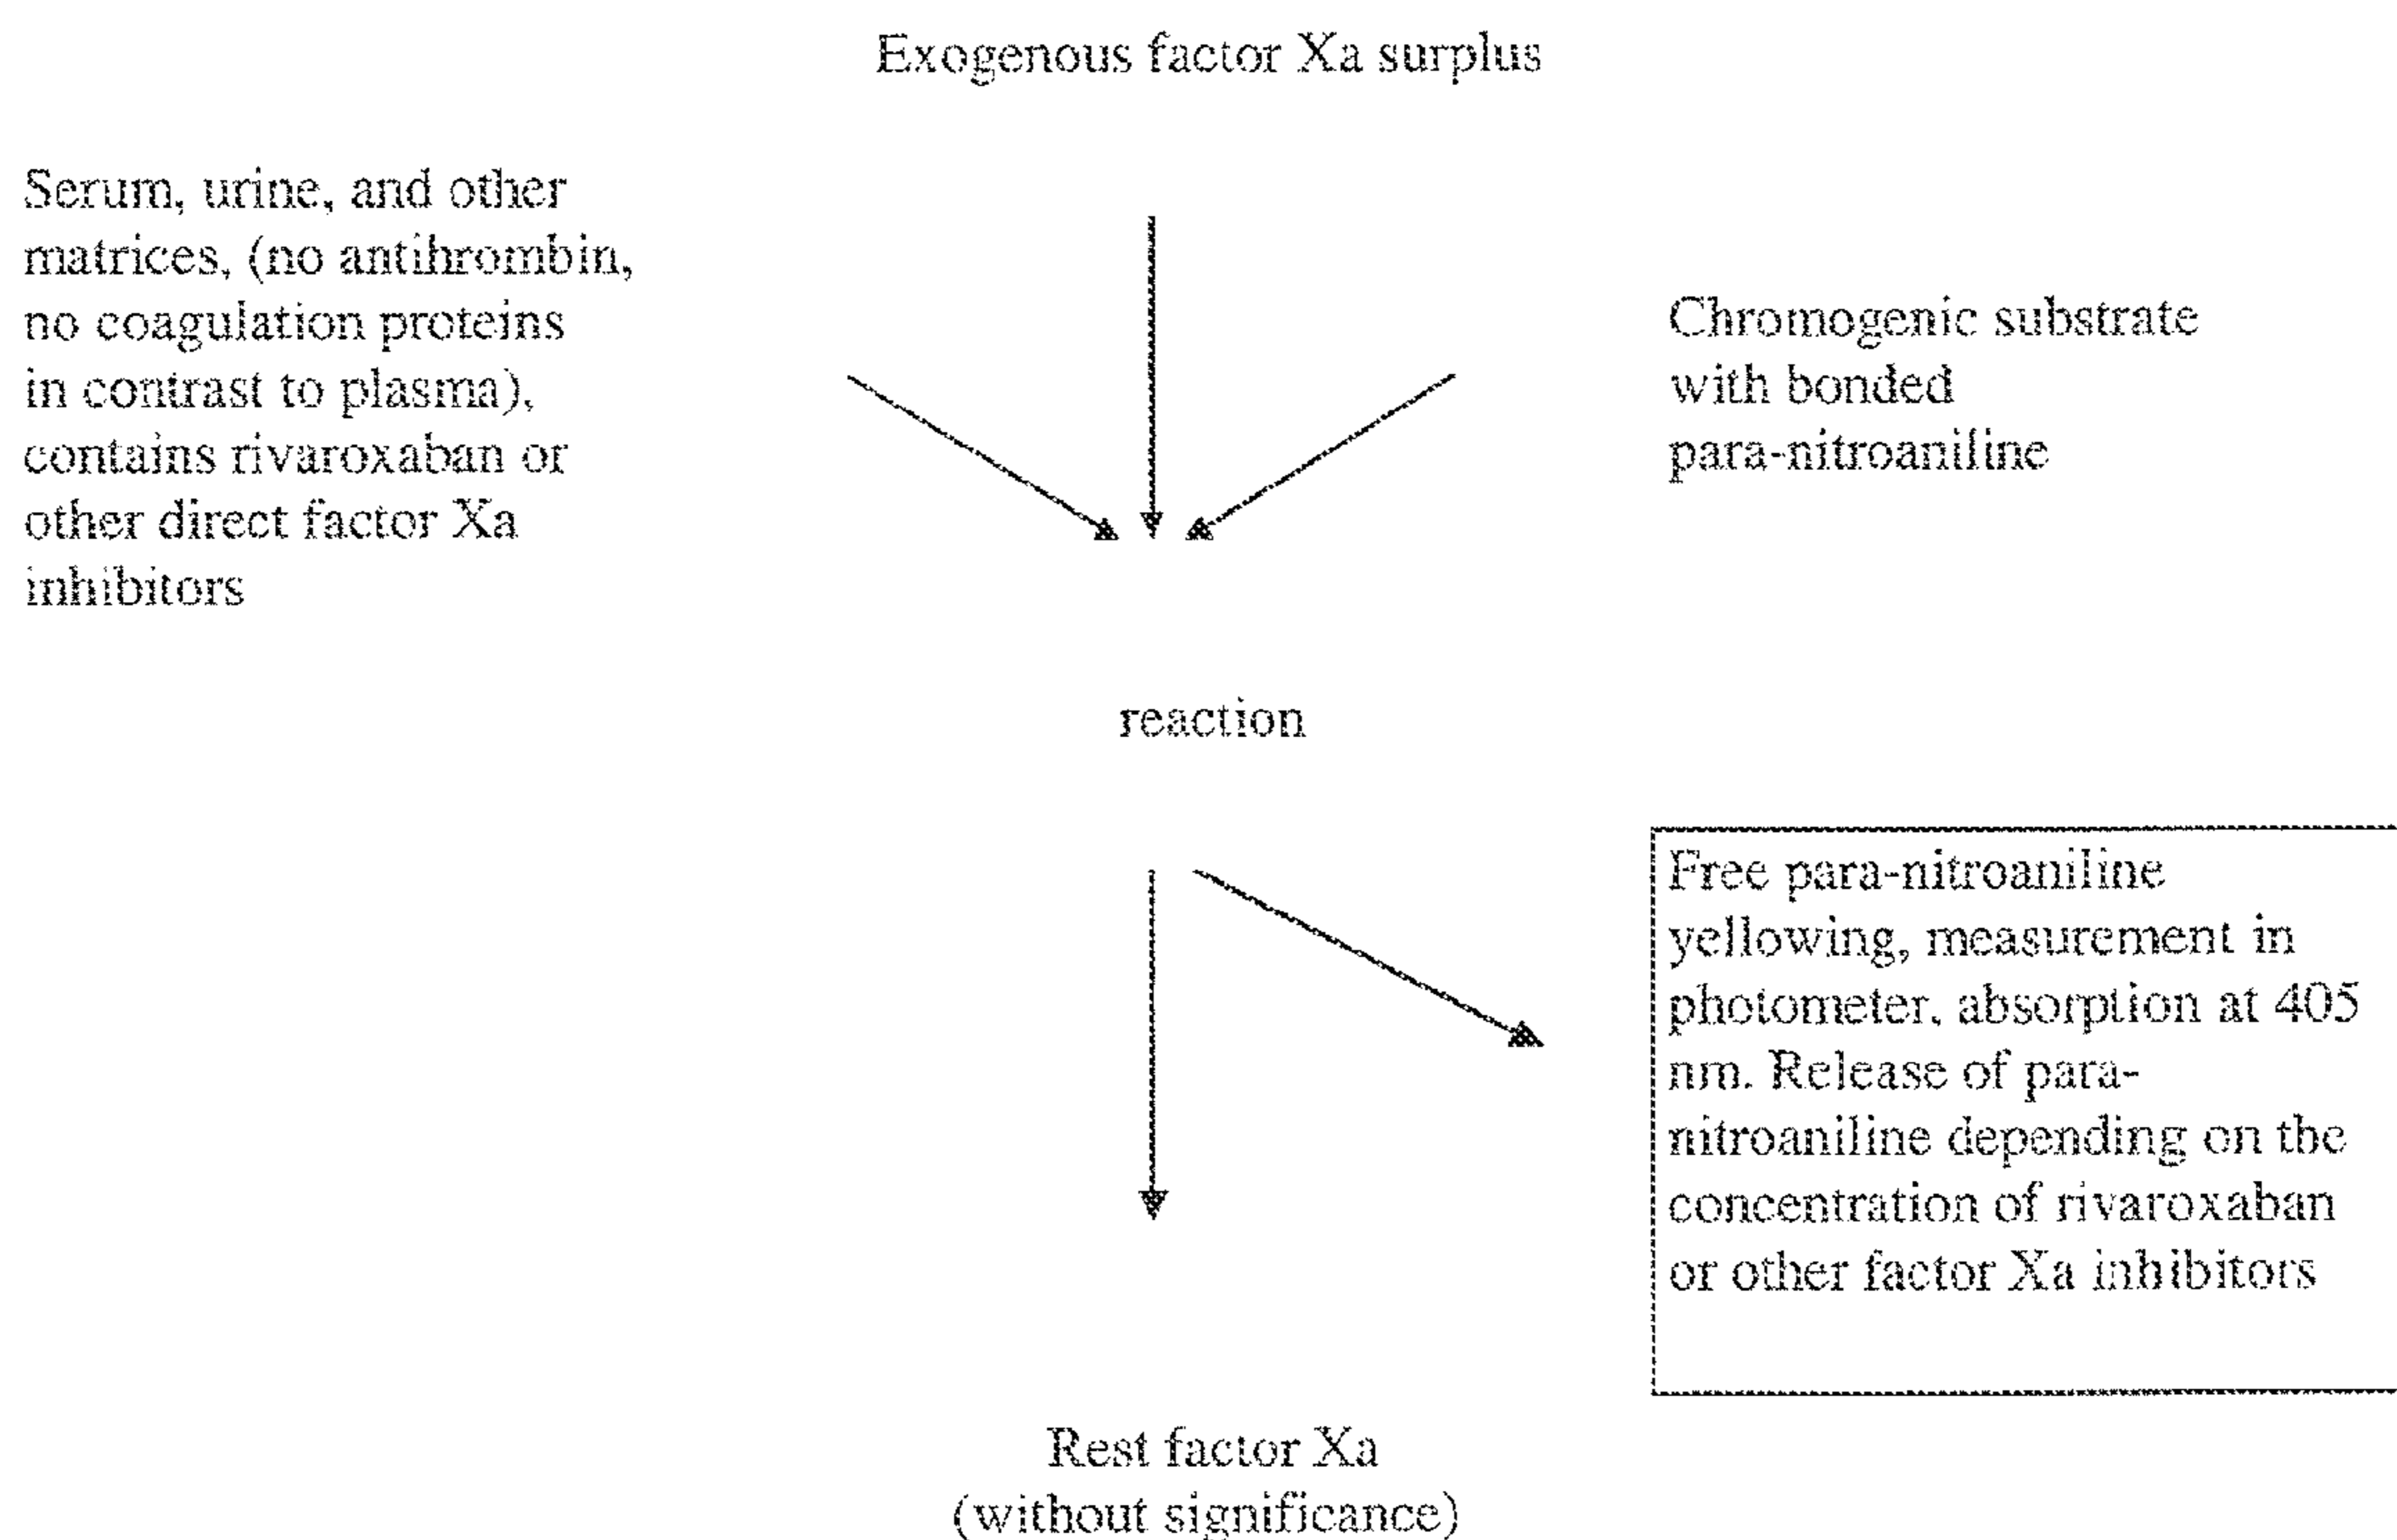 Exogenous factor Xa surplus
Serum, urine, and other
matrices, (no antihrombin,
no coagulation proteins
in contrast to plasma),
contains rivaroxaban or
other direct factor Xa
inhibitors
Chromogenic substrate
with bonded
para-nitroaniline
reaction
Free para-nitroaniline
yellowing, measurement in
photometer, absorption at 405
nm. Release of para-
nitroaniline depending on the
concentration of rivaroxaban
or other factor Xa inhibitors
Rest factor Xa
(without significance)